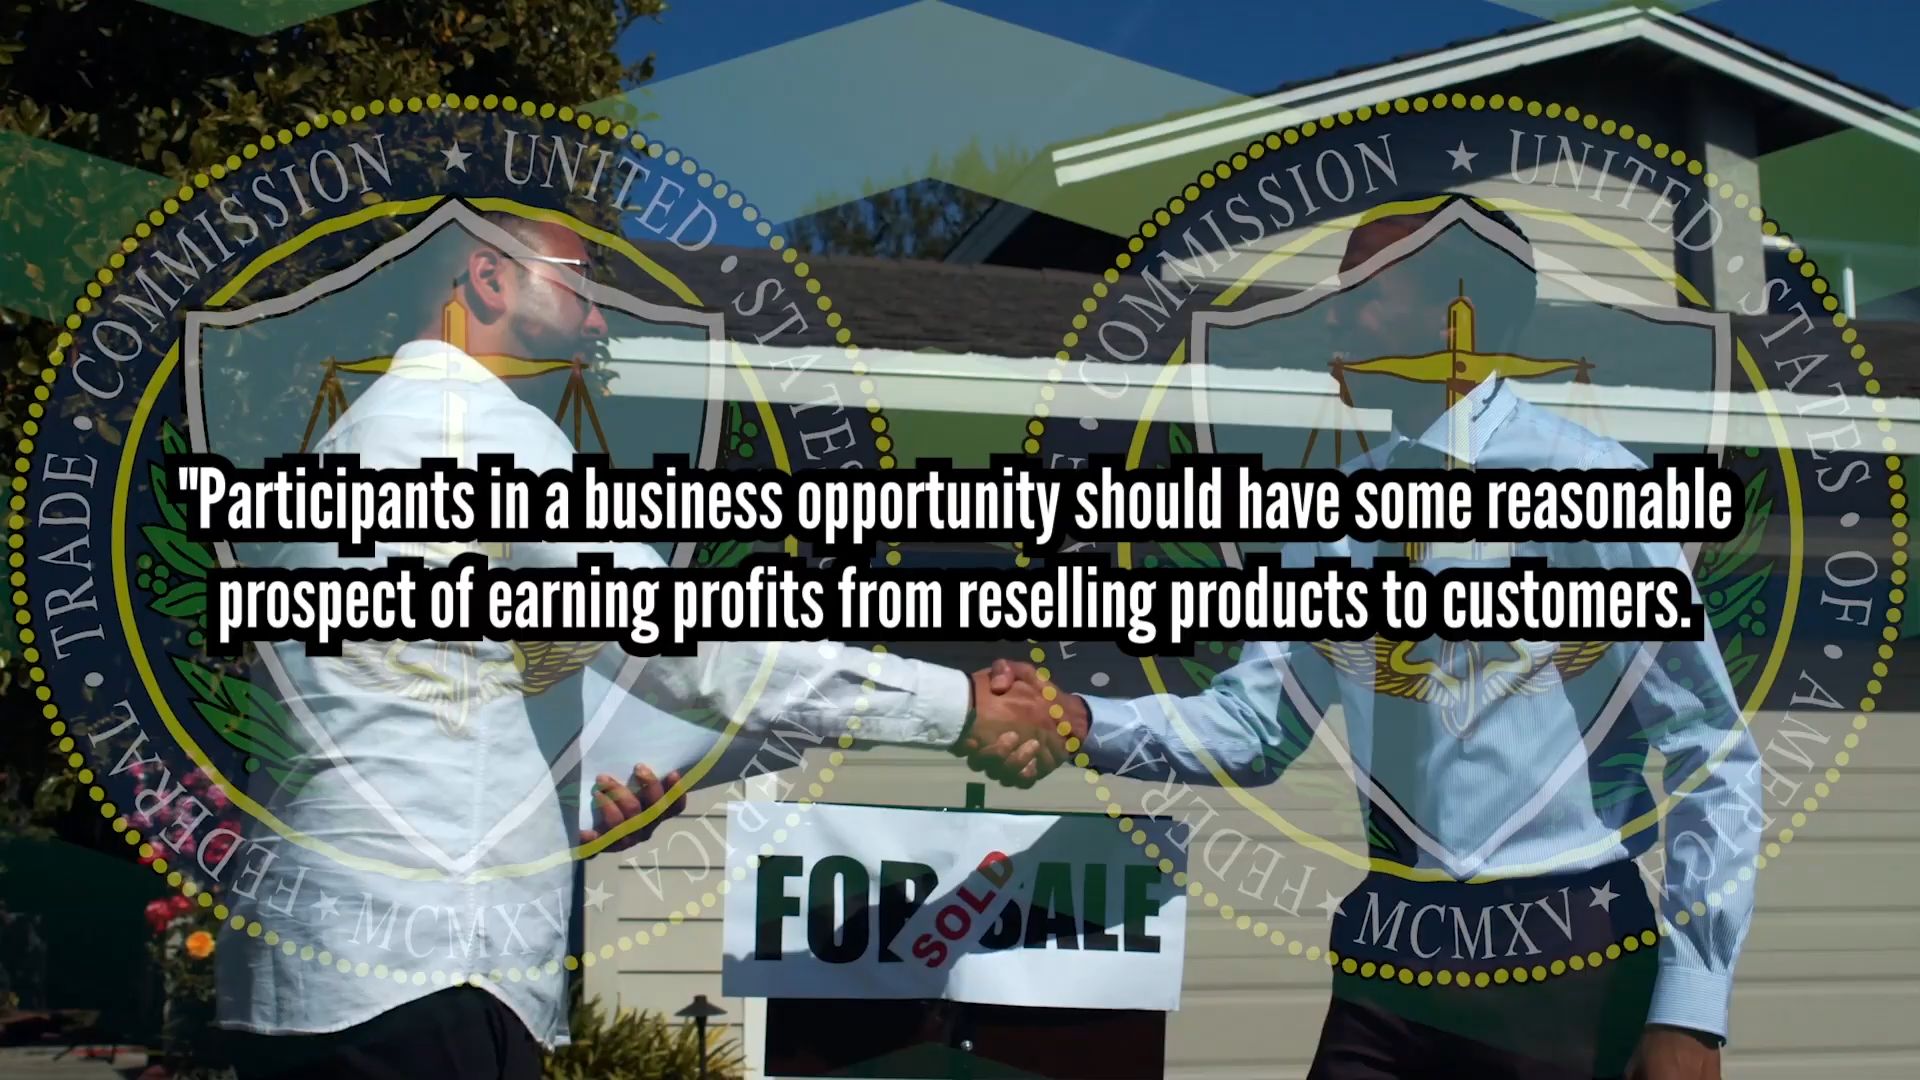 FEDERAL • TRADE • COMMISSION ★ UNITED • STATES • OF • AMERICA
★ MCMXV ★
COMMISSION ★ UNITED • STATES • OF • AMERICA
FEDERAL
★ MCMXV ★
"Participants in a business opportunity should have some reasonable
prospect of earning profits from reselling products to customers.
FOR SALE
SOLD